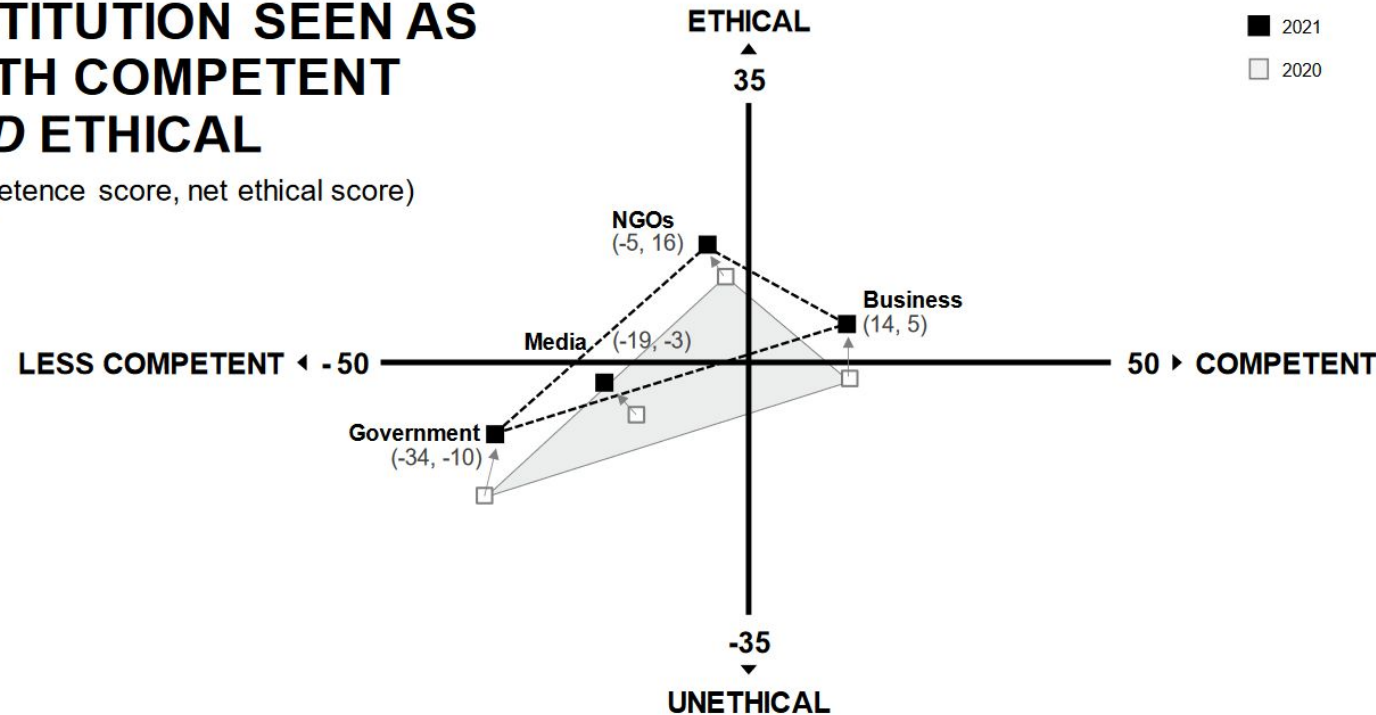 TITUTION SEEN AS
TH COMPETENT
D ETHICAL
etence score, net ethical score)
ETHICAL
35
2021
2020
NGOs
(-5, 16)
Business
(14, 5)
Media
(-19, -3)
LESS COMPETENT
- 50
50
COMPETENT
Government
(-34, -10)
-35
UNETHICAL